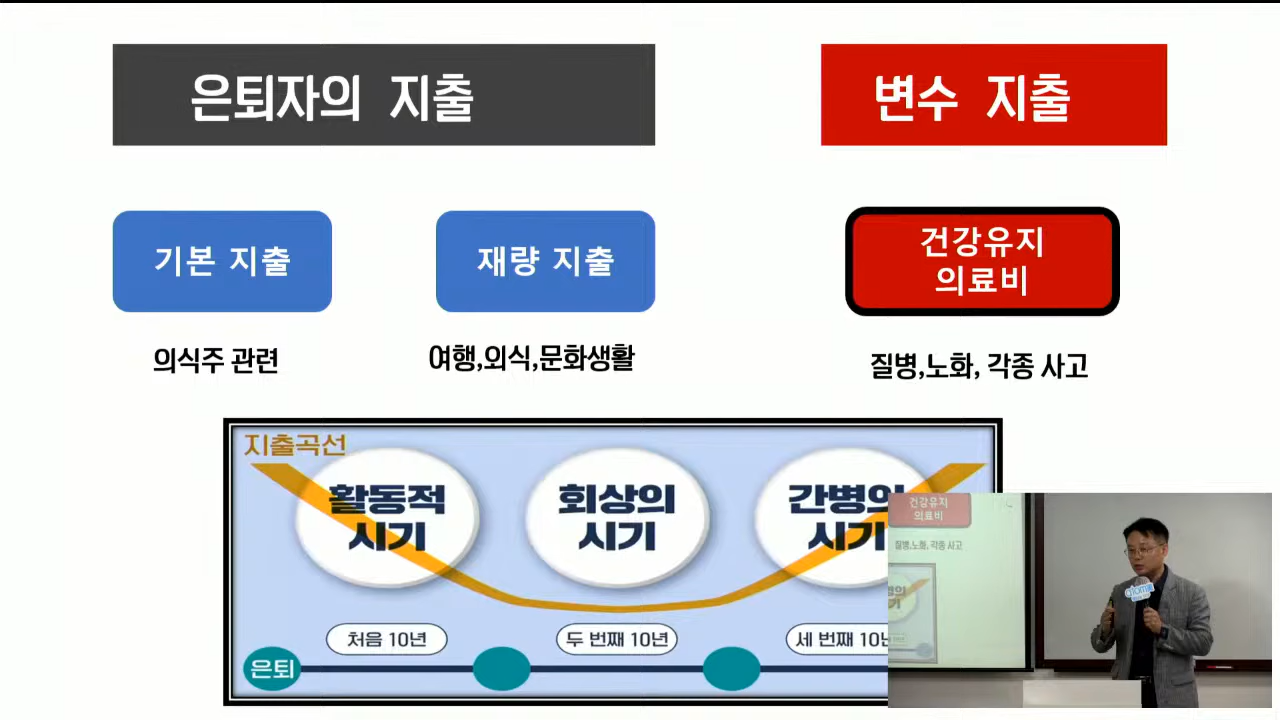 은퇴자의 지출
변수 지출
기본 지출
재량 지출
건강유지
의료비
의식주 관련
여행,외식,문화생활
질병,노화, 각종 사고
지출곡선
활동적
시기
회상의
시기
간병의
시기
처음 10년
두 번째 10년
세 번째 10년
은퇴
건강유지
의료비
질병,노화, 각종 사고